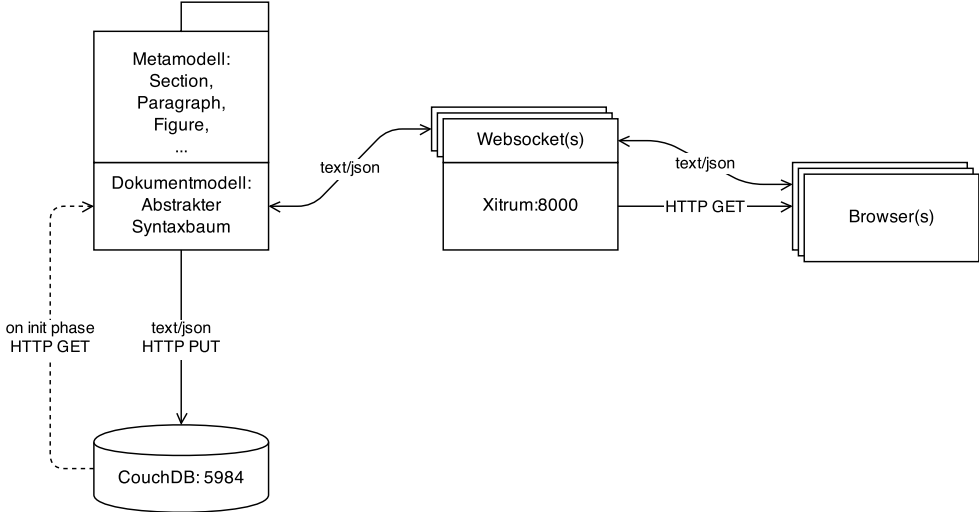 Metamodell:
Section,
Paragraph,
Figure,
...
Dokumentmodell:
Abstrakter
Syntaxbaum
text/json
Websocket(s)
Xitrum:8000
text/json
HTTP GET
Browser(s)
on init phase
HTTP GET
text/json
HTTP PUT
CouchDB: 5984